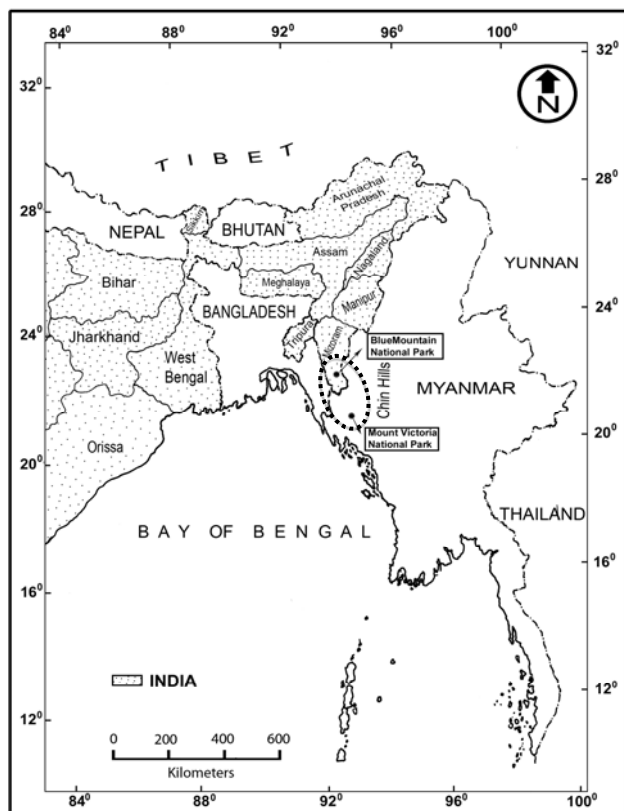 84⁰ 88⁰ 92⁰ 96⁰ 100⁰
32⁰ 32⁰
N
TIBET
Arunachal
Pradesh
28⁰ 28⁰
Sikkim
NEPAL
BHUTAN
Assam
Nagaland
YUNNAN
Bihar
Meghalaya
Manipur
BANGLADESH
24⁰ 24⁰
Jharkhand
Tripura
Mizoram
BlueMountain
National Park
West
Bengal
Chin Hills
MYANMAR
Orissa
Mount Victoria
National Park
20⁰ 20⁰
THAILAND
BAY OF BENGAL
16⁰ 16⁰
INDIA
12⁰ 12⁰
0 200 400 600
Kilometers
84⁰ 88⁰ 92⁰ 96⁰ 100⁰